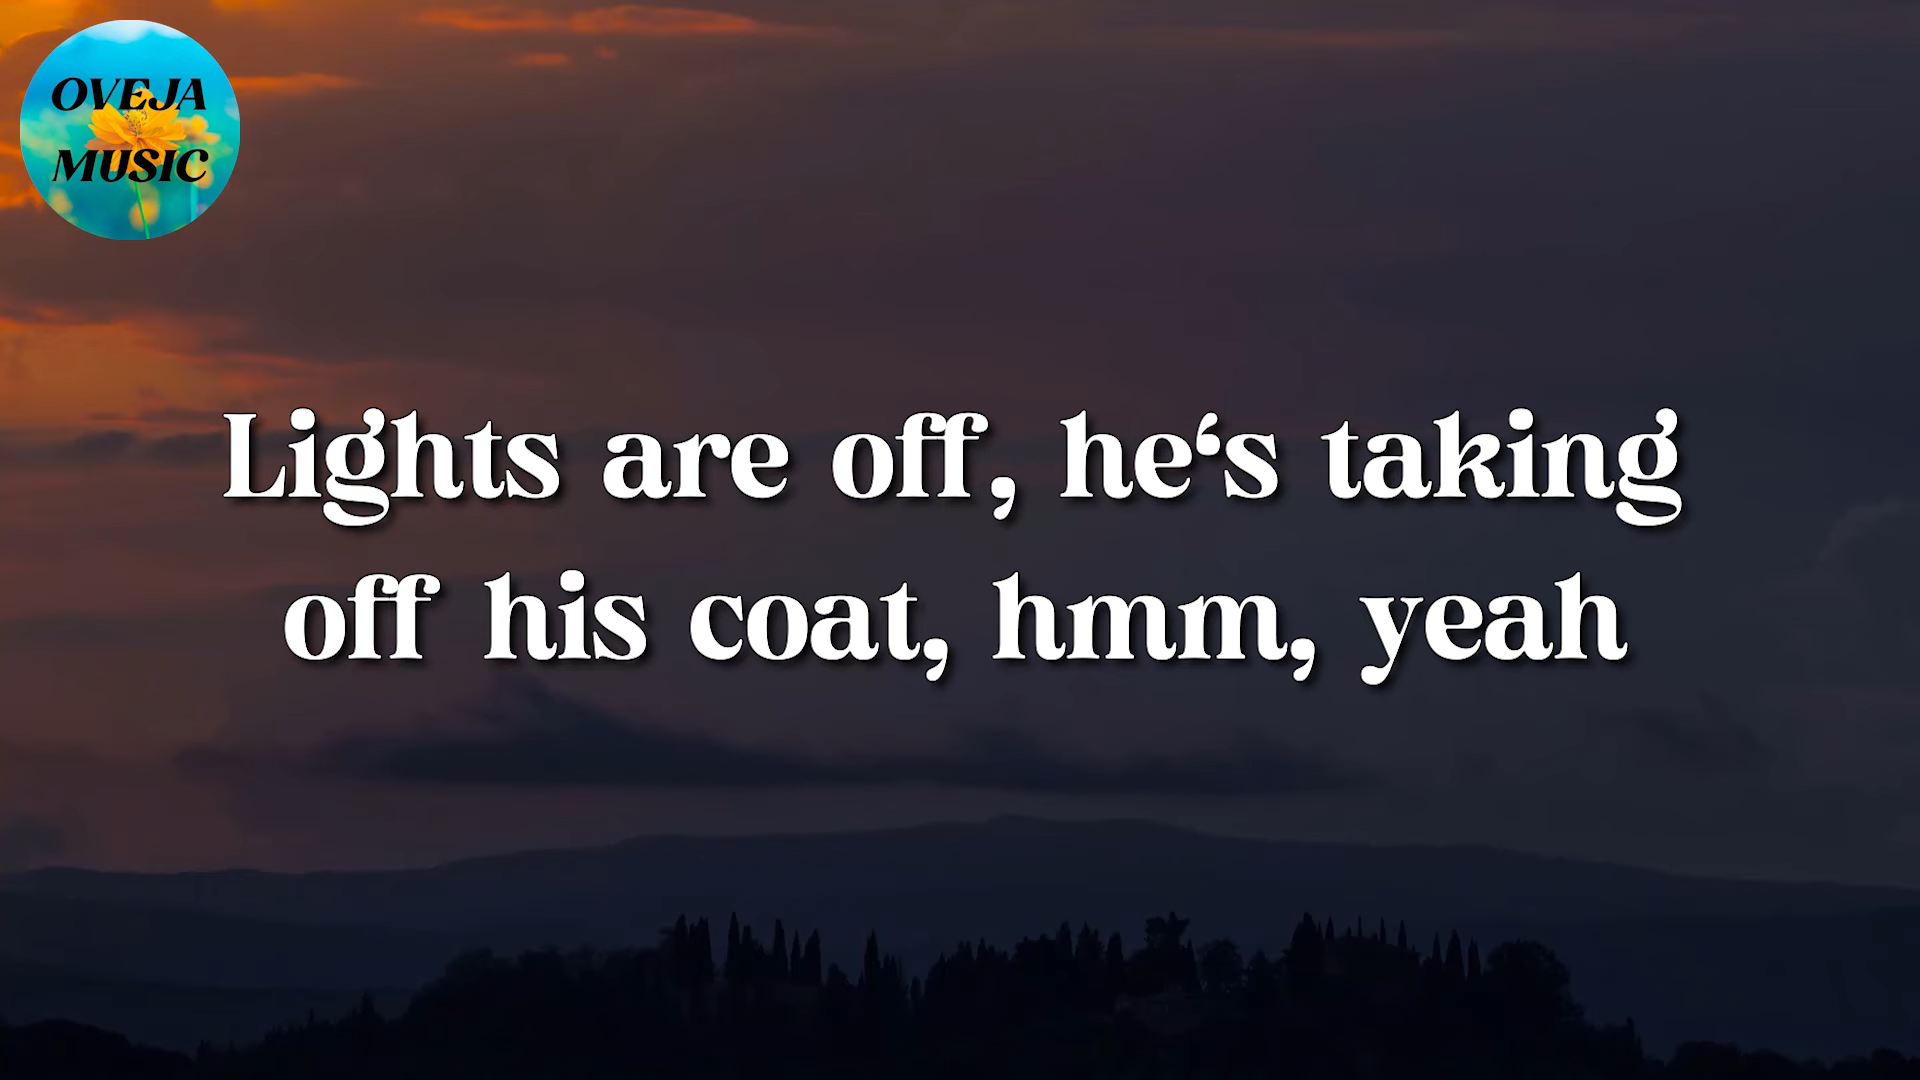 OVEJA
MUSIC
Lights are off, he‘s taking
off his coat, hmm, yeah